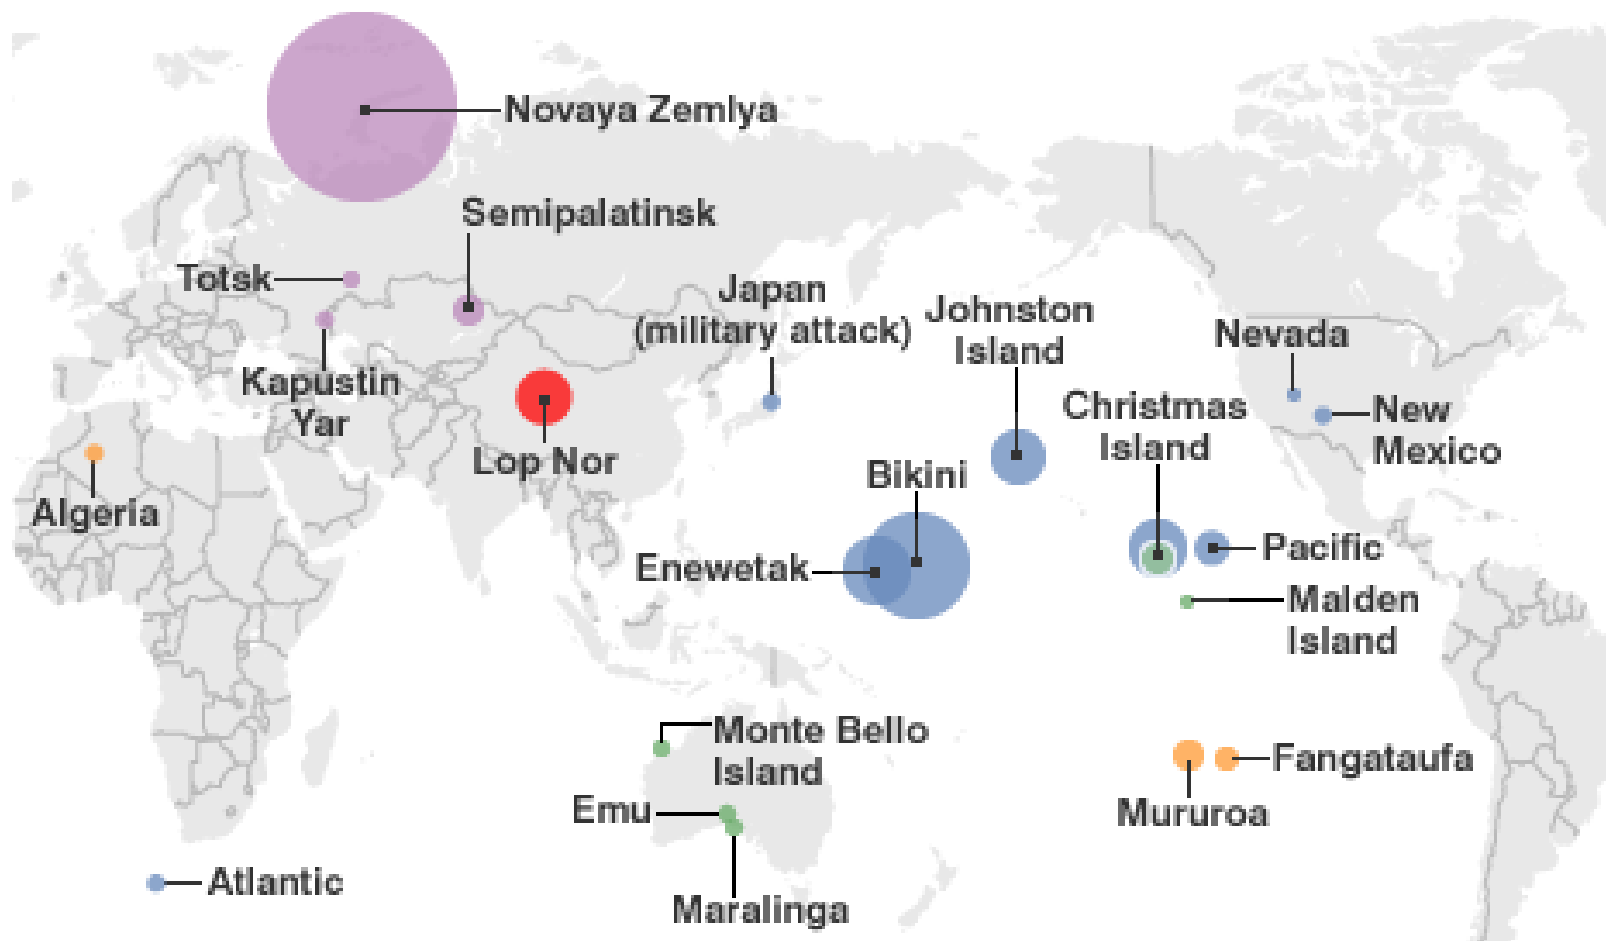 Novaya Zemlya
Semipalatinsk
Totsk
Japan
(military attack)
Johnston
Island
Nevada
Kapustin
Yar
Christmas
Island
New
Mexico
Lop Nor
Bikini
Algeria
Pacific
Enewetak
Malden
Island
Monte Bello
Island
Fangataufa
Emu
Mururoa
Atlantic
Maralinga